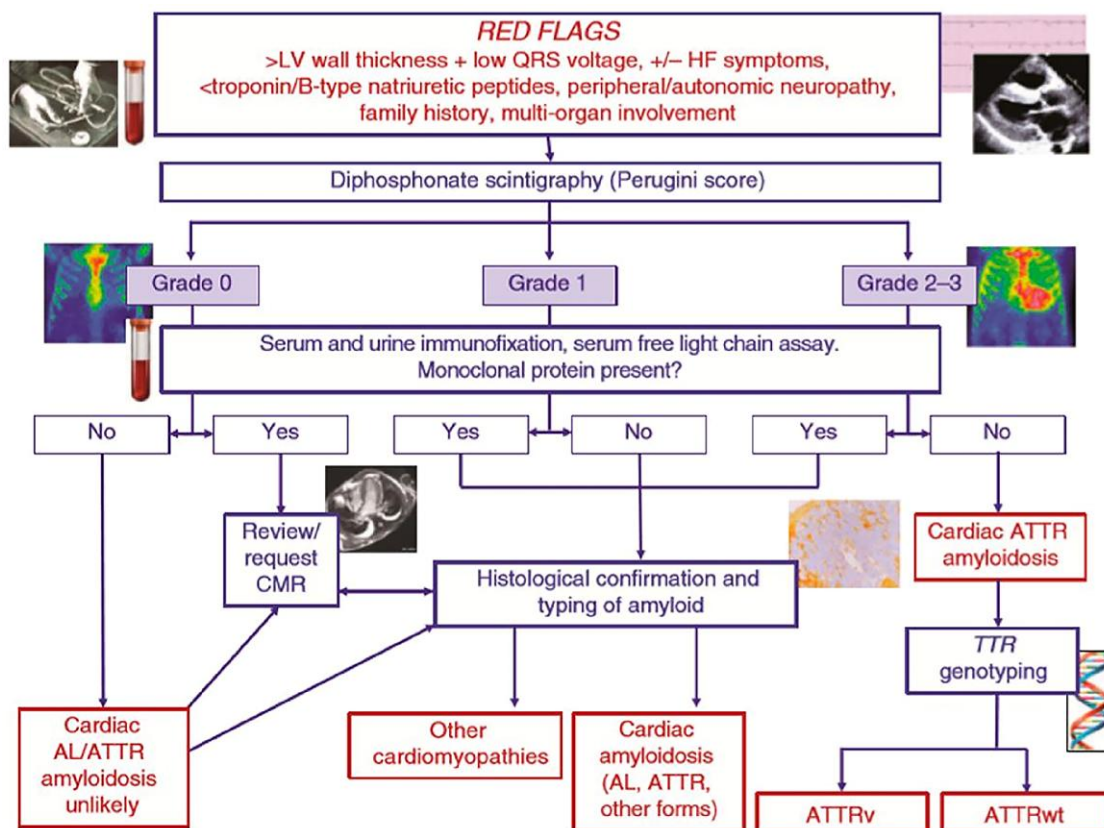 RED FLAGS
>LV wall thickness + low QRS voltage, +/– HF symptoms,
<troponin/B-type natriuretic peptides, peripheral/autonomic neuropathy,
family history, multi-organ involvement
Diphosphonate scintigraphy (Perugini score)
Grade 0
Grade 1
Grade 2–3
Serum and urine immunofixation, serum free light chain assay.
Monoclonal protein present?
No
Yes
Yes
No
Yes
No
Review/
request
CMR
Histological confirmation and
typing of amyloid
Cardiac ATTR
amyloidosis
TTR
genotyping
Cardiac
AL/ATTR
amyloidosis
unlikely
Other
cardiomyopathies
Cardiac
amyloidosis
(AL, ATTR,
other forms)
ATTRv
ATTRwt